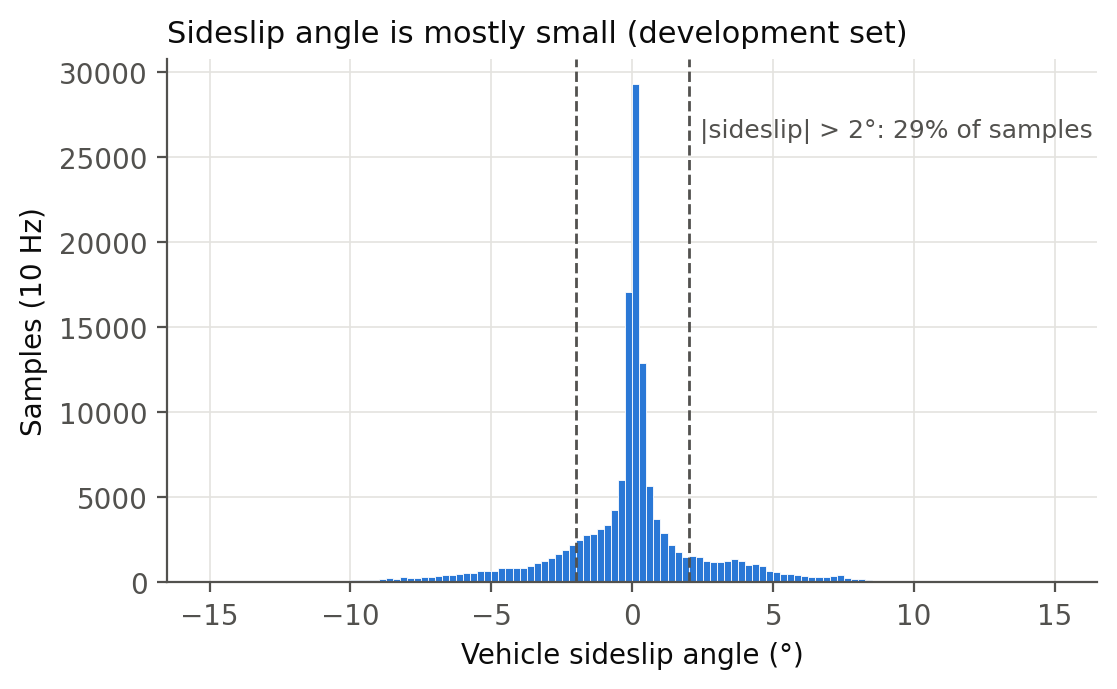 Sideslip angle is mostly small (development set)
30000
|sideslip| > 2°: 29% of samples
25000
20000
15000
10000
5000
0
Samples (10 Hz)
−15 −10 −5 0 5 10 15
Vehicle sideslip angle (°)